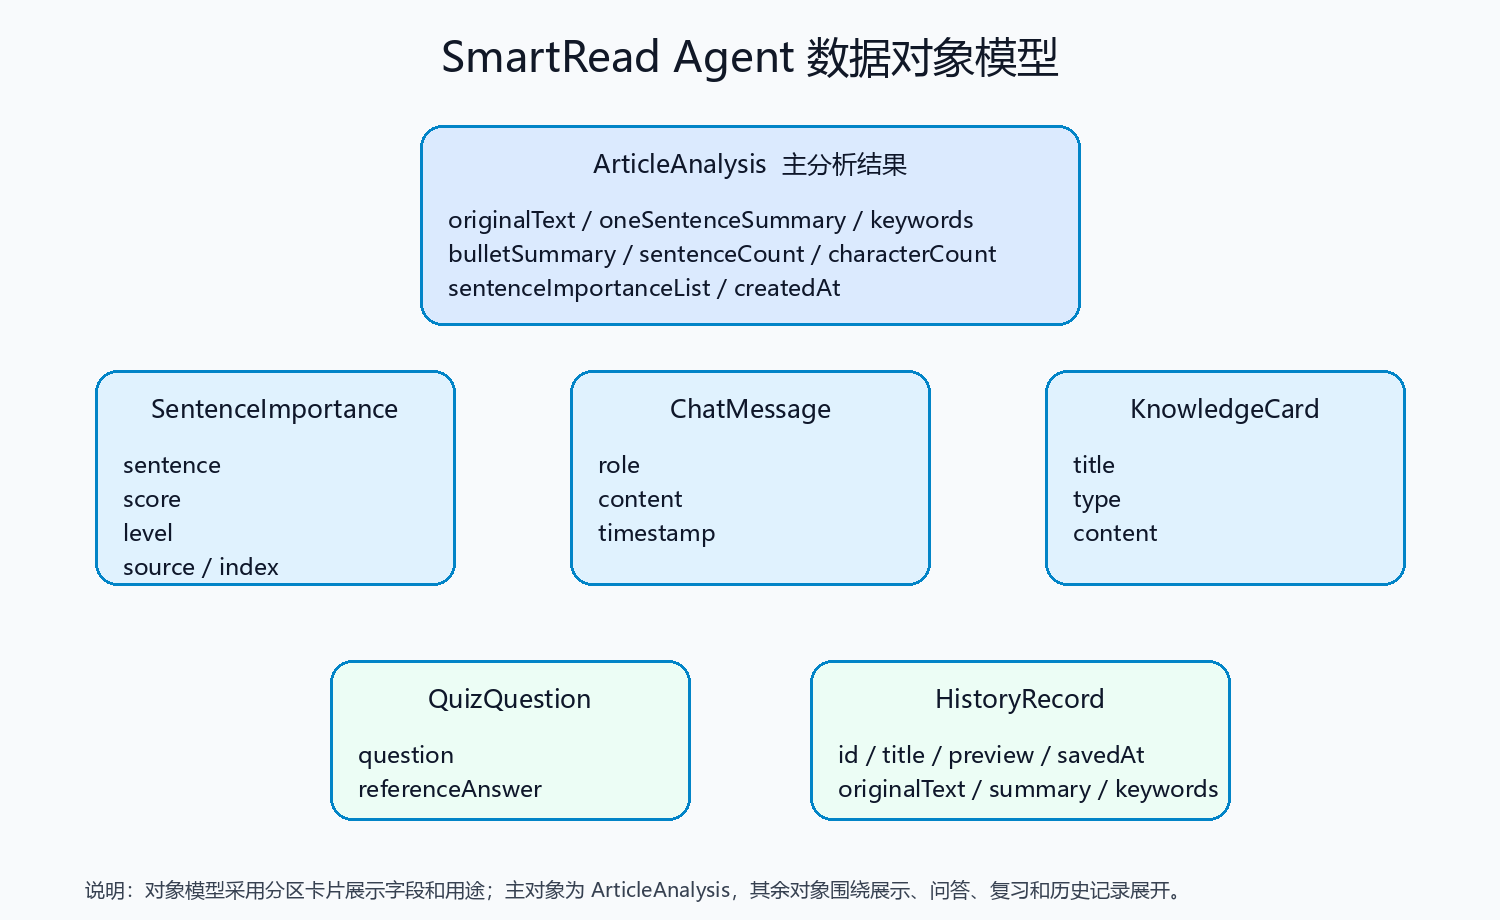 SmartRead Agent 数据对象模型
ArticleAnalysis 主分析结果
originalText / oneSentenceSummary / keywords
bulletSummary / sentenceCount / characterCount
sentenceImportanceList / createdAt
SentenceImportance
sentence
score
level
source / index
ChatMessage
role
content
timestamp
KnowledgeCard
title
type
content
QuizQuestion
question
referenceAnswer
HistoryRecord
id / title / preview / savedAt
originalText / summary / keywords
说明：对象模型采用分区卡片展示字段和用途；主对象为 ArticleAnalysis，其余对象围绕展示、问答、复习和历史记录展开。